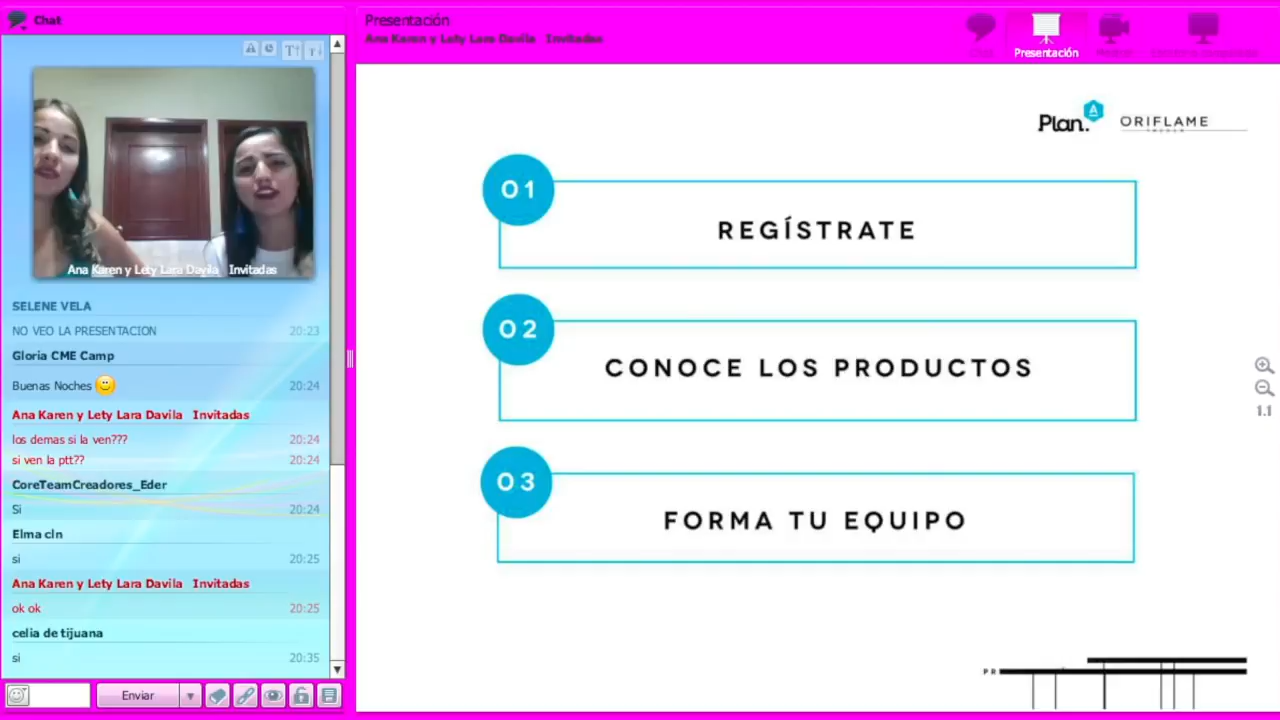 Chat
Ana Karen y Lety Lara Davila Invitadas
SELENE VELA
NO VEO LA PRESENTACION 20:23
Gloria CME Camp
Buenas Noches 20:24
Ana Karen y Lety Lara Davila Invitadas
los demas si la ven??? 20:24
si ven la ptt?? 20:24
CoreTeamCreadores_Eder
Si 20:24
Elma cln
si 20:25
Ana Karen y Lety Lara Davila Invitadas
ok ok 20:25
celia de tijuana
si 20:35
Enviar
Presentación
Ana Karen y Lety Lara Davila Invitadas
Presentación
Plan. A
ORIFLAME
01
REGÍSTRATE
02
CONOCE LOS PRODUCTOS
03
FORMA TU EQUIPO
1.1